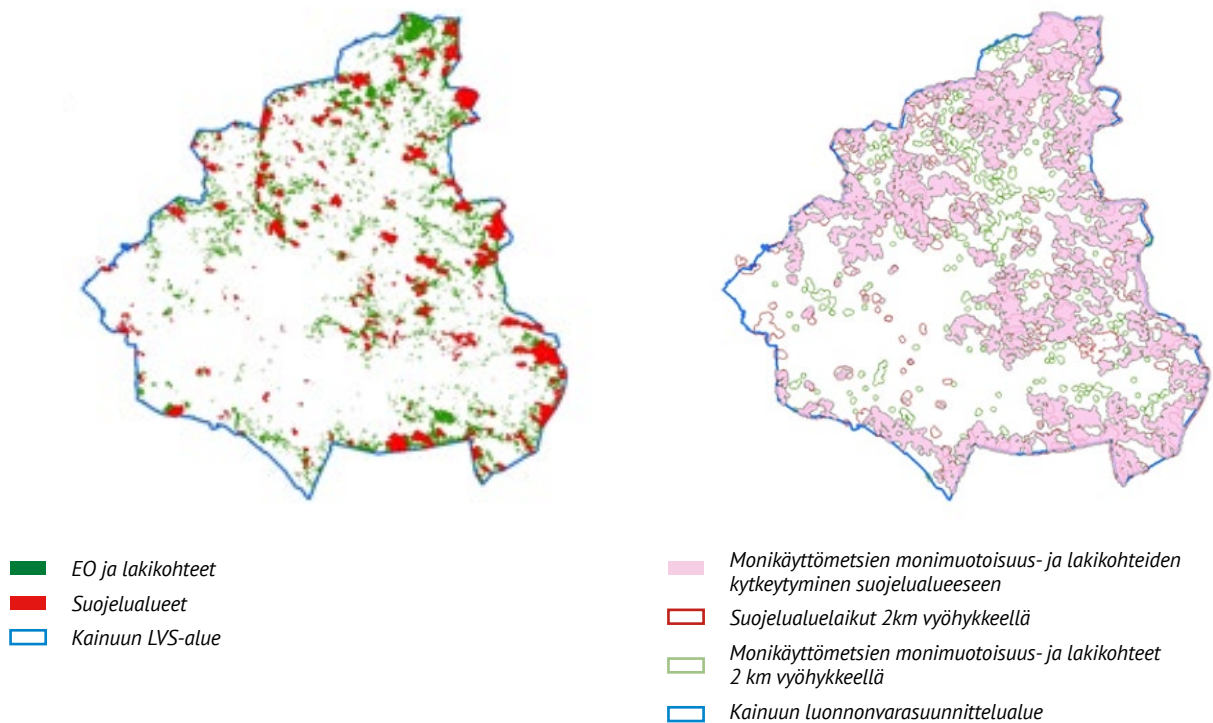 EO ja lakikohteet
Suojelualueet
Kainuun LVS-alue
Monikäyttömetsien monimuotoisuus- ja lakikohteiden
kytkeytyminen suojelualueeseen
Suojelualuelaikut 2km vyöhykkeellä
Monikäyttömetsien monimuotoisuus- ja lakikohteet
2 km vyöhykkeellä
Kainuun luonnonvarasuunnittelualue